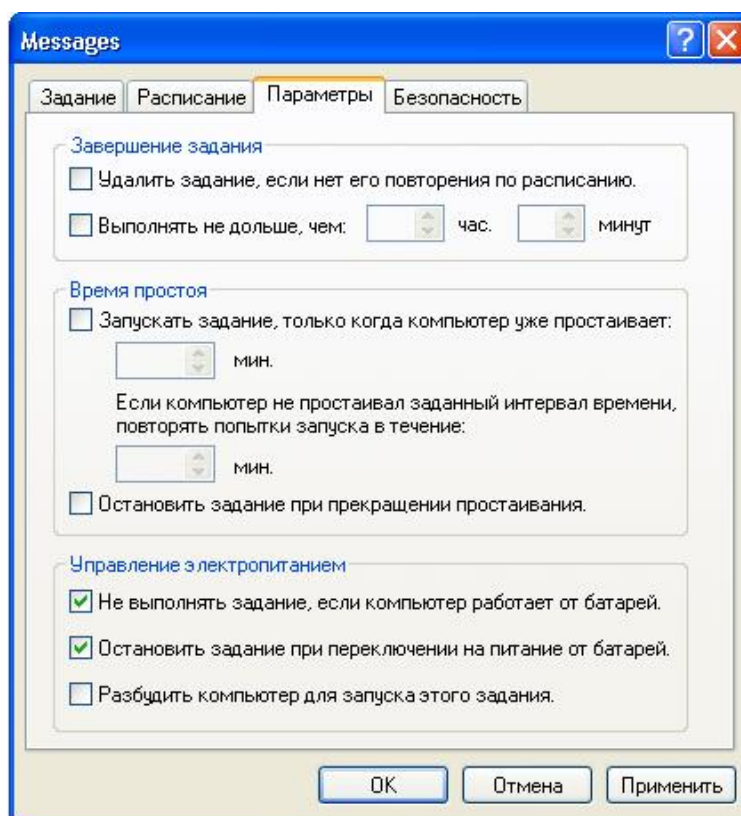 Messages
Задание Расписание Параметры Безопасность
Завершение задания
Удалить задание, если нет его повторения по расписанию.
Выполнять не дольше, чем: час. минут
Время простоя
Запускать задание, только когда компьютер уже простаивает:
мин.
Если компьютер не простаивал заданный интервал времени,
повторять попытки запуска в течение:
мин.
Остановить задание при прекращении простаивания.
Управление электропитанием
Не выполнять задание, если компьютер работает от батарей.
Остановить задание при переключении на питание от батарей.
Разбудить компьютер для запуска этого задания.
OK Отмена Применить